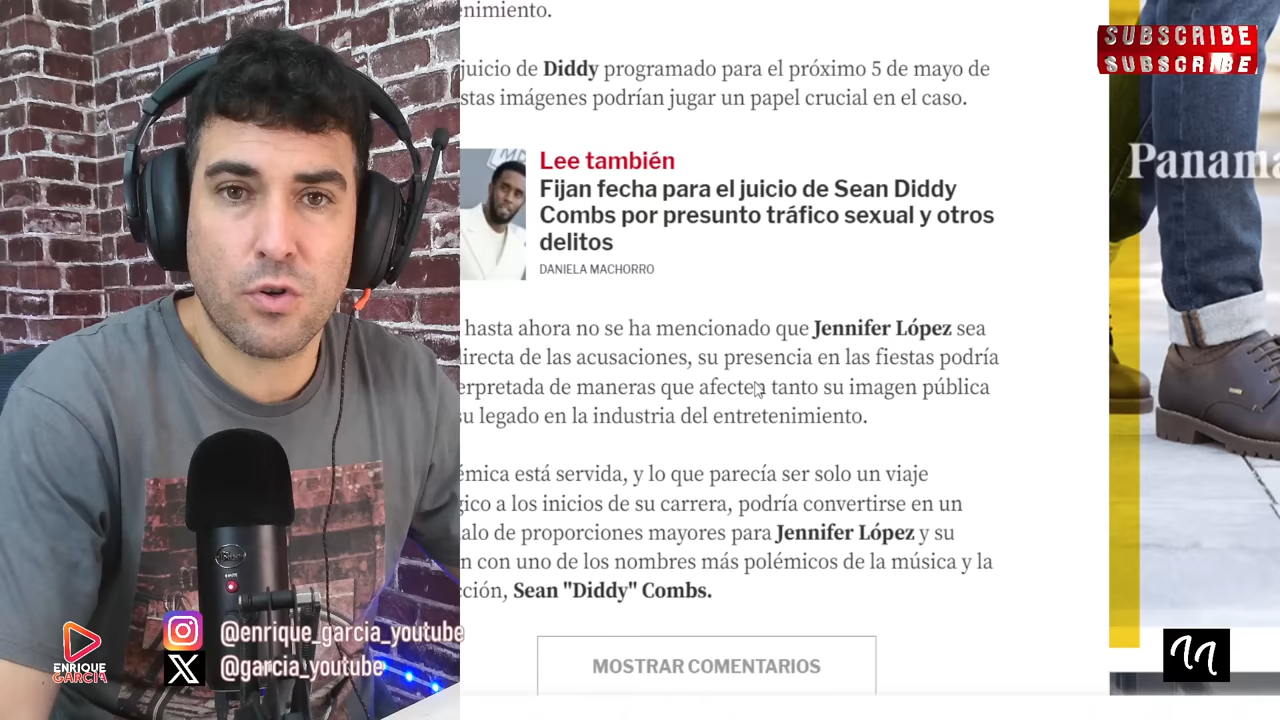 enimiento.
juicio de Diddy programado para el próximo 5 de mayo de
stas imágenes podrían jugar un papel crucial en el caso.
Lee también
Fijan fecha para el juicio de Sean Diddy
Combs por presunto tráfico sexual y otros
delitos
DANIELA MACHORRO
hasta ahora no se ha mencionado que Jennifer López sea
irecta de las acusaciones, su presencia en las fiestas podría
erpretada de maneras que afecten tanto su imagen pública
su legado en la industria del entretenimiento.
émica está servida, y lo que parecía ser solo un viaje
gico a los inicios de su carrera, podría convertirse en un
alo de proporciones mayores para Jennifer López y su
n con uno de los nombres más polémicos de la música y la
cción, Sean "Diddy" Combs.
MOSTRAR COMENTARIOS
SUBSCRIBE
SUBSCRIBE
Panama
@enrique_garcia_youtube
@garcia_youtube
ENRIQUE
GARCIA